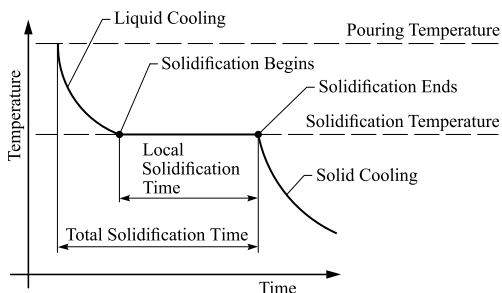 Liquid Cooling
Pouring Temperature
Solidification Begins
Solidification Ends
Solidification Temperature
Temperature
Local
Solidification
Time
Solid Cooling
Total Solidification Time
Time